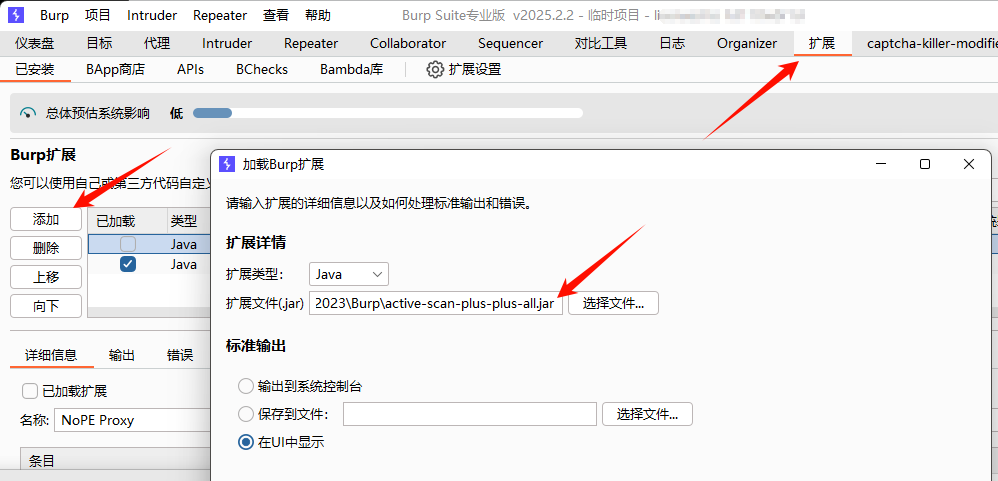 Burp 项目 Intruder Repeater 查看 帮助 Burp Suite专业版 v2025.2.2 - 临时项目 -
仪表盘 目标 代理 Intruder Repeater Collaborator Sequencer 对比工具 日志 Organizer 扩展 captcha-killer-modifie
已安装 BApp商店 APIs BChecks Bambda库 扩展设置
总体预估系统影响 低
Burp扩展
您可以使用自己或第三方代码自定义
添加
删除
上移
向下
已加载 类型
Java
Java
详细信息 输出 错误
已加载扩展
名称: NoPE Proxy
条目
加载Burp扩展
请输入扩展的详细信息以及如何处理标准输出和错误。
扩展详情
扩展类型: Java
扩展文件(.jar) 2023\Burp\active-scan-plus-plus-all.jar 选择文件...
标准输出
输出到系统控制台
保存到文件: 选择文件...
在UI中显示